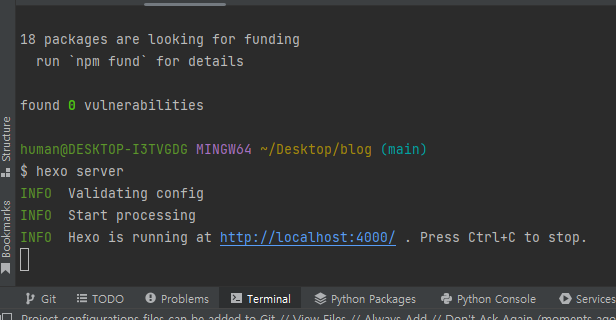 18 packages are looking for funding
run `npm fund` for details
found 0 vulnerabilities
human@DESKTOP-I3TVGDG MINGW64 ~/Desktop/blog (main)
$ hexo server
INFO  Validating config
INFO  Start processing
INFO  Hexo is running at http://localhost:4000/ . Press Ctrl+C to stop.
Structure
Bookmarks
Git
TODO
Problems
Terminal
Python Packages
Python Console
Services
Project configurations files can be added to Git // View Files // Always Add // Don't Ask Again (moments ago